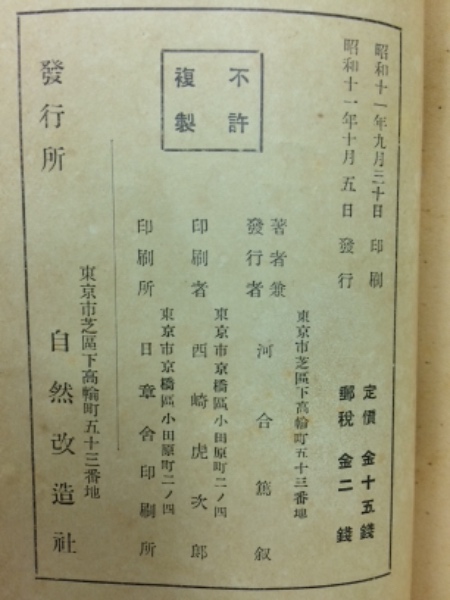 昭和十一年九月三十日 印刷
昭和十一年十月五日 發行
定價 金十五錢
郵税 金二錢
不許
複製
東京市芝區下高輪町五十三番地
著者兼
發行者 河合篤叙
東京市京橋區小田原町二ノ四
印刷者 西崎虎次郎
東京市京橋區小田原町二ノ四
印刷所 日章舍印刷所
東京市芝區下高輪町五十三番地
發行所 自然改造社